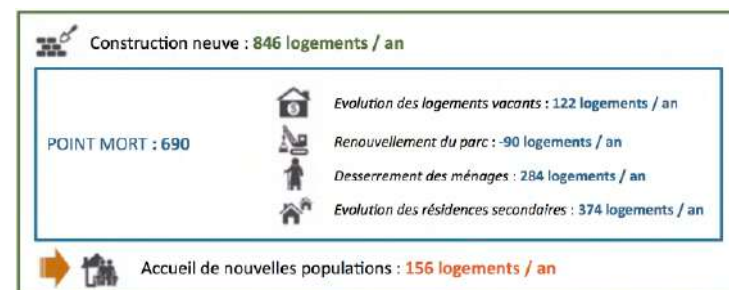 Construction neuve : 846 logements / an
Evolution des logements vacants : 122 logements / an
POINT MORT : 690
Renouvellement du parc : -90 logements / an
Desserrement des ménages : 284 logements / an
Evolution des résidences secondaires : 374 logements / an
Accueil de nouvelles populations : 156 logements / an